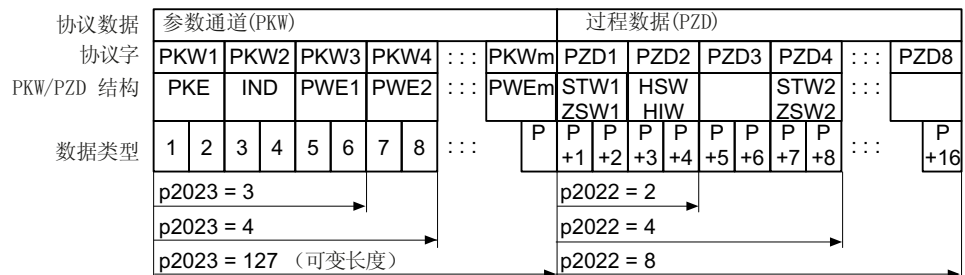 协议数据 参数通道(PKW) 过程数据(PZD)
协议字 PKW1 PKW2 PKW3 PKW4 ::: PKWm PZD1 PZD2 PZD3 PZD4 ::: PZD8
PKW/PZD 结构 PKE IND PWE1 PWE2 ::: PWEm STW1 HSW STW2 :::
ZSW1 HIW ZSW2
P P P P P P P P P P
数据类型 1 2 3 4 5 6 7 8 ::: +1 +2 +3 +4 +5 +6 +7 +8 ::: +16
p2023 = 3 p2022 = 2
p2023 = 4 p2022 = 4
p2023 = 127 （可变长度） p2022 = 8